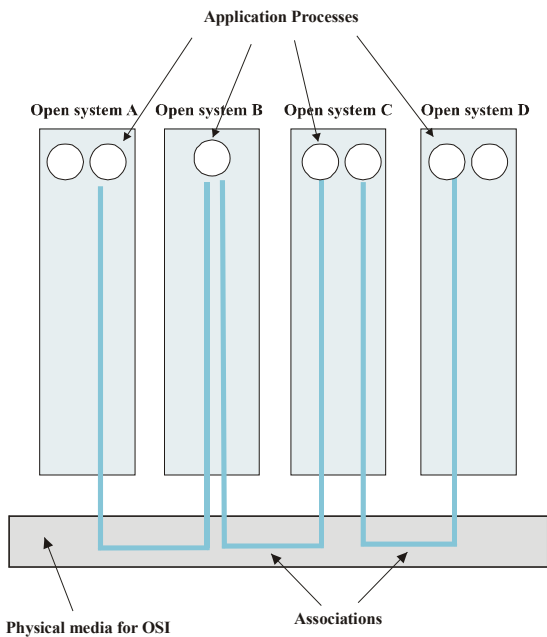 Application Processes
Open system A
Open system B
Open system C
Open system D
Associations
Physical media for OSI